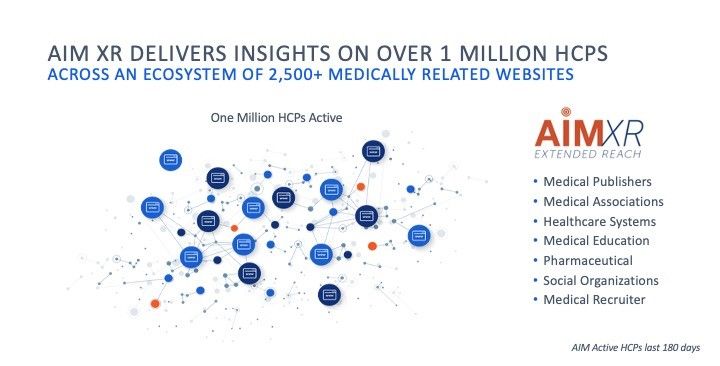 AIM XR DELIVERS INSIGHTS ON OVER 1 MILLION HCPS
ACROSS AN ECOSYSTEM OF 2,500+ MEDICALLY RELATED WEBSITES
One Million HCPs Active
AIMXR
EXTENDED REACH
• Medical Publishers
• Medical Associations
• Healthcare Systems
• Medical Education
• Pharmaceutical
• Social Organizations
• Medical Recruiter
AIM Active HCPs last 180 days